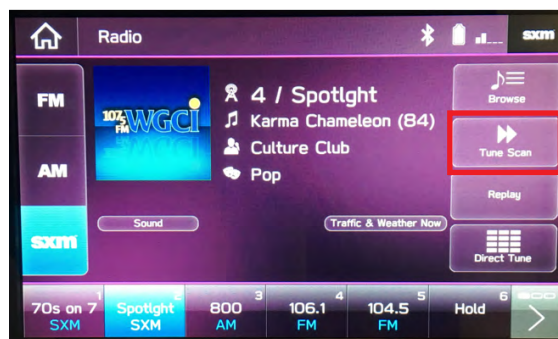 Radio
sxm
FM
AM
sxm
107.5 FM WGCI
4 / Spotlght
Karma Chameleon (84)
Culture Club
Pop
Sound
Traffic & Weather Now
Browse
Tune Scan
Replay
Direct Tune
1
70s on 7
SXM
2
Spotlght
SXM
3
800
AM
4
106.1
FM
5
104.5
FM
6
Hold